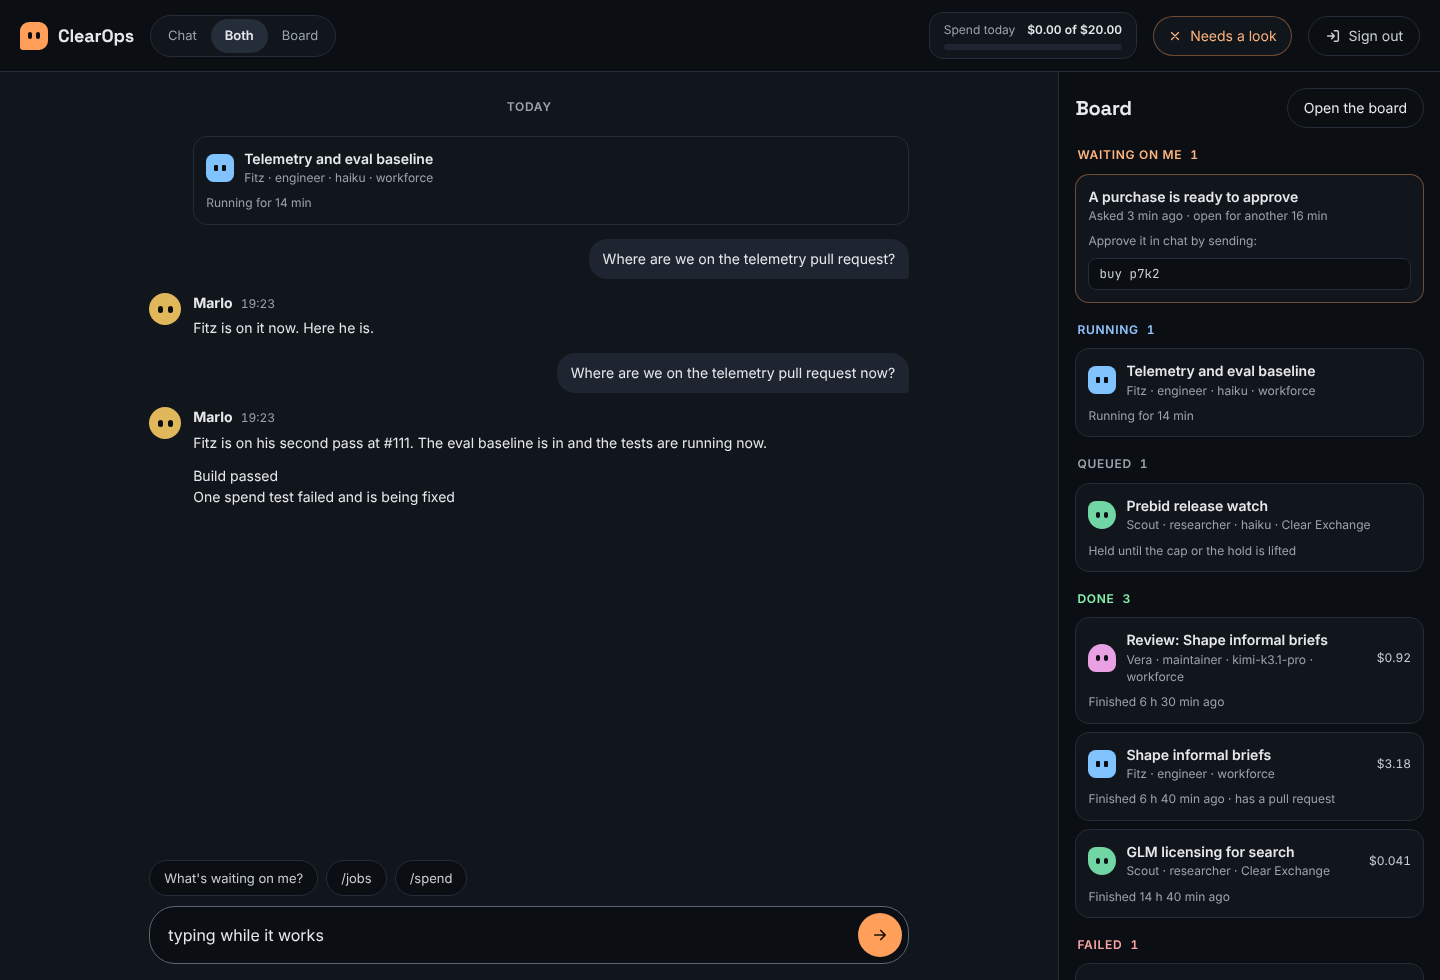 ClearOps
Chat
Both
Board
Spend today $0.00 of $20.00
Needs a look
Sign out
TODAY
Telemetry and eval baseline
Fitz · engineer · haiku · workforce
Running for 14 min
Where are we on the telemetry pull request?
Marlo 19:23
Fitz is on it now. Here he is.
Where are we on the telemetry pull request now?
Marlo 19:23
Fitz is on his second pass at #111. The eval baseline is in and the tests are running now.
Build passed
One spend test failed and is being fixed
What's waiting on me?
/jobs
/spend
typing while it works
Board
Open the board
WAITING ON ME 1
A purchase is ready to approve
Asked 3 min ago · open for another 16 min
Approve it in chat by sending:
buy p7k2
RUNNING 1
Telemetry and eval baseline
Fitz · engineer · haiku · workforce
Running for 14 min
QUEUED 1
Prebid release watch
Scout · researcher · haiku · Clear Exchange
Held until the cap or the hold is lifted
DONE 3
Review: Shape informal briefs
Vera · maintainer · kimi-k3.1-pro ·
workforce
$0.92
Finished 6 h 30 min ago
Shape informal briefs
Fitz · engineer · workforce
$3.18
Finished 6 h 40 min ago · has a pull request
GLM licensing for search
Scout · researcher · Clear Exchange
$0.041
Finished 14 h 40 min ago
FAILED 1